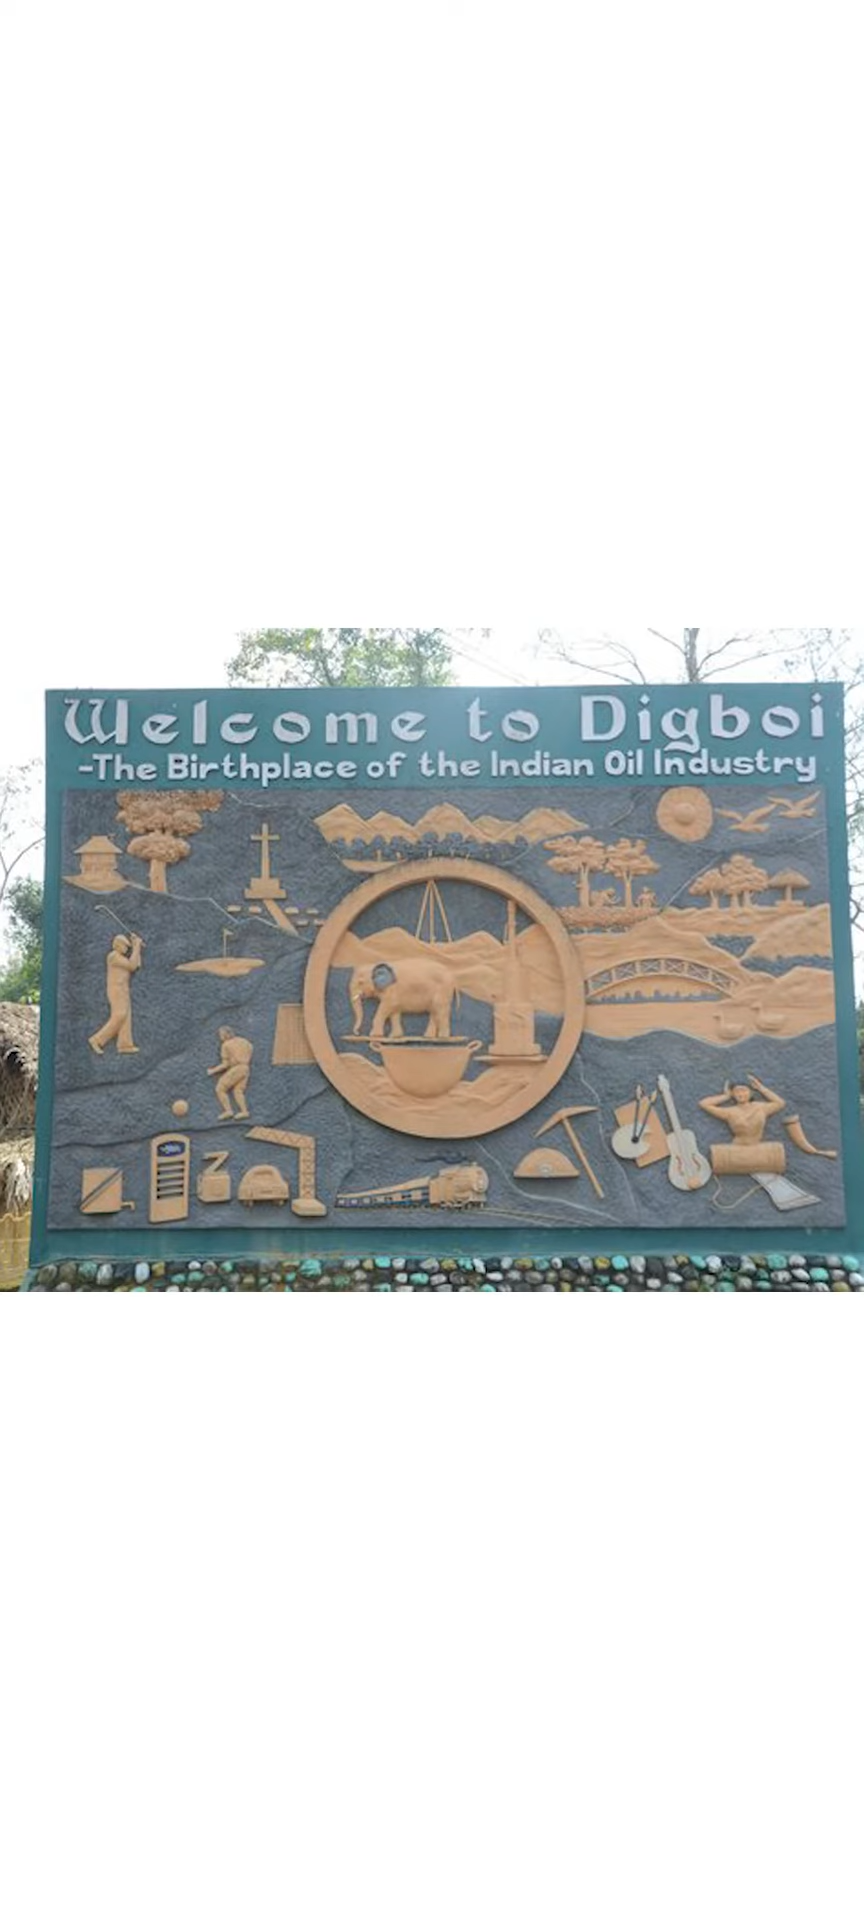 Welcome to Digboi
-The Birthplace of the Indian Oil Industry